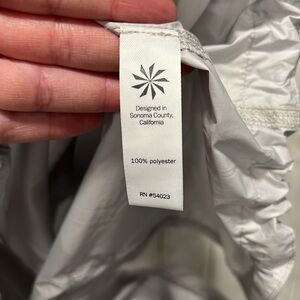 Designed in
Sonoma County,
California
100% polyester
RN #54023